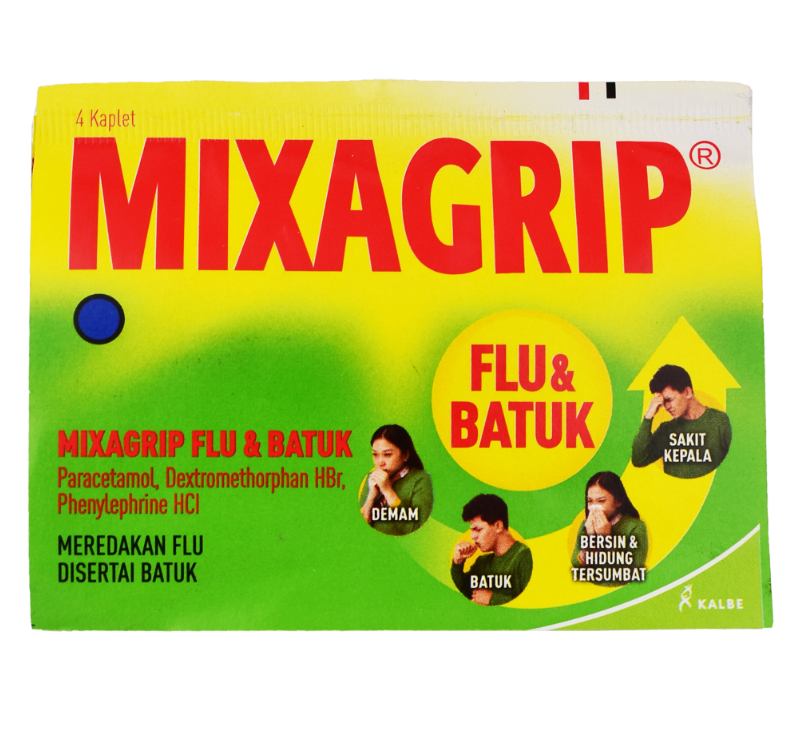 4 Kaplet
MIXAGRIP®
FLU &
BATUK
MIXAGRIP FLU & BATUK
Paracetamol, Dextromethorphan HBr,
Phenylephrine HCl
MEREDAKAN FLU
DISERTAI BATUK
DEMAM
BATUK
BERSIN &
HIDUNG
TERSUMBAT
SAKIT
KEPALA
KALBE